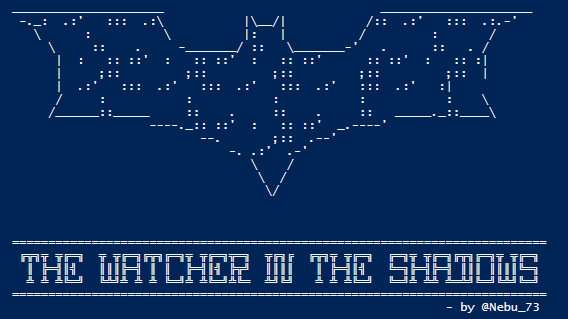 THE WATCHER IN THE SHADOWS
- by @Nebu_73